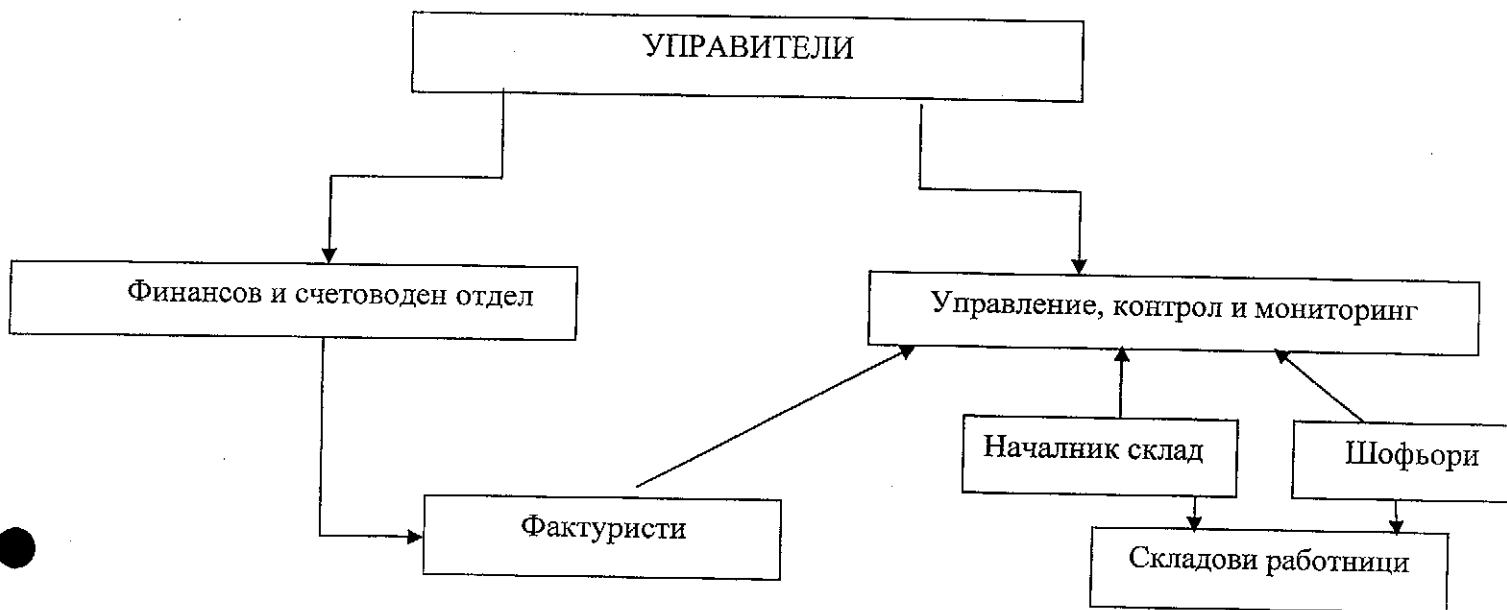 УПРАВИТЕЛИ
Финансов и счетоводен отдел
Управление, контрол и мониторинг
Началник склад
Шофьори
Фактуристи
Складови работници